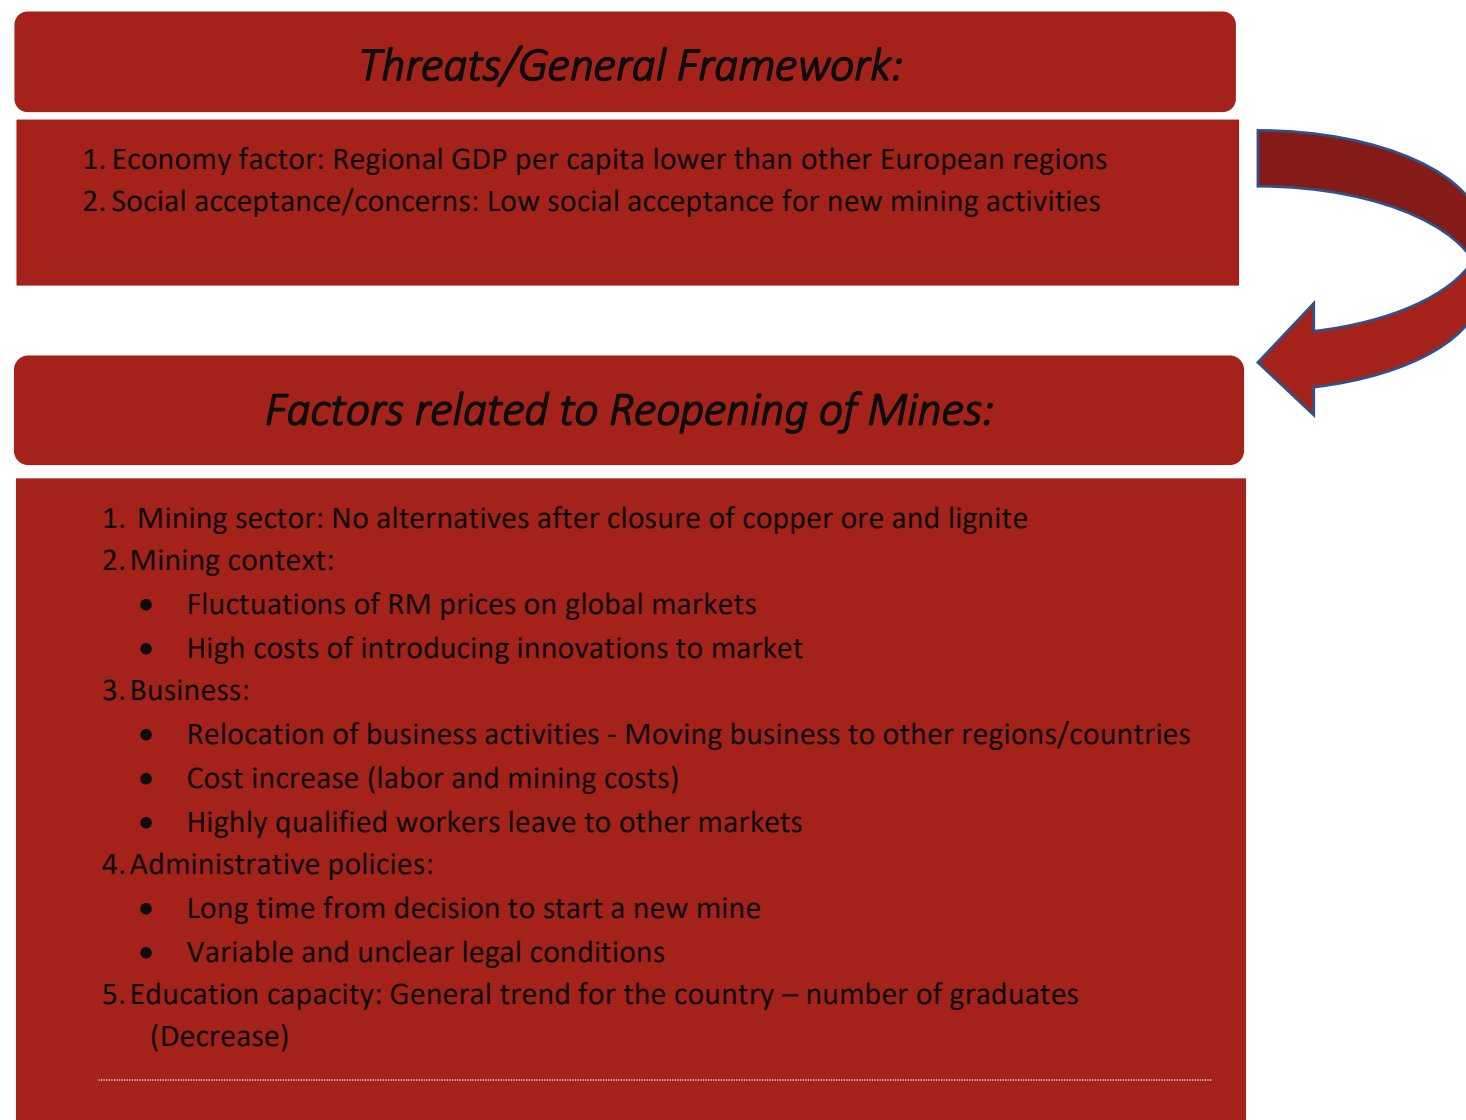 Threats/General Framework:
1. Economy factor: Regional GDP per capita lower than other European regions
2. Social acceptance/concerns: Low social acceptance for new mining activities
Factors related to Reopening of Mines:
1. Mining sector: No alternatives after closure of copper ore and lignite
2. Mining context:
• Fluctuations of RM prices on global markets
• High costs of introducing innovations to market
3. Business:
• Relocation of business activities - Moving business to other regions/countries
• Cost increase (labor and mining costs)
• Highly qualified workers leave to other markets
4. Administrative policies:
• Long time from decision to start a new mine
• Variable and unclear legal conditions
5. Education capacity: General trend for the country – number of graduates
(Decrease)